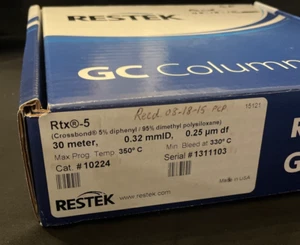 RESTEK
GC Column
Rtx®-5
Recd 08-18-15
15121
(Crossbond® 5% diphenyl / 95% dimethyl polysiloxane)
30 meter, 0.32 mmID, 0.25 µm df
Max Prog. Temp 350° C Min Bleed at 330° C
Cat. #10224 Serial #1311103
RESTEK
www.restek.com
Made in USA